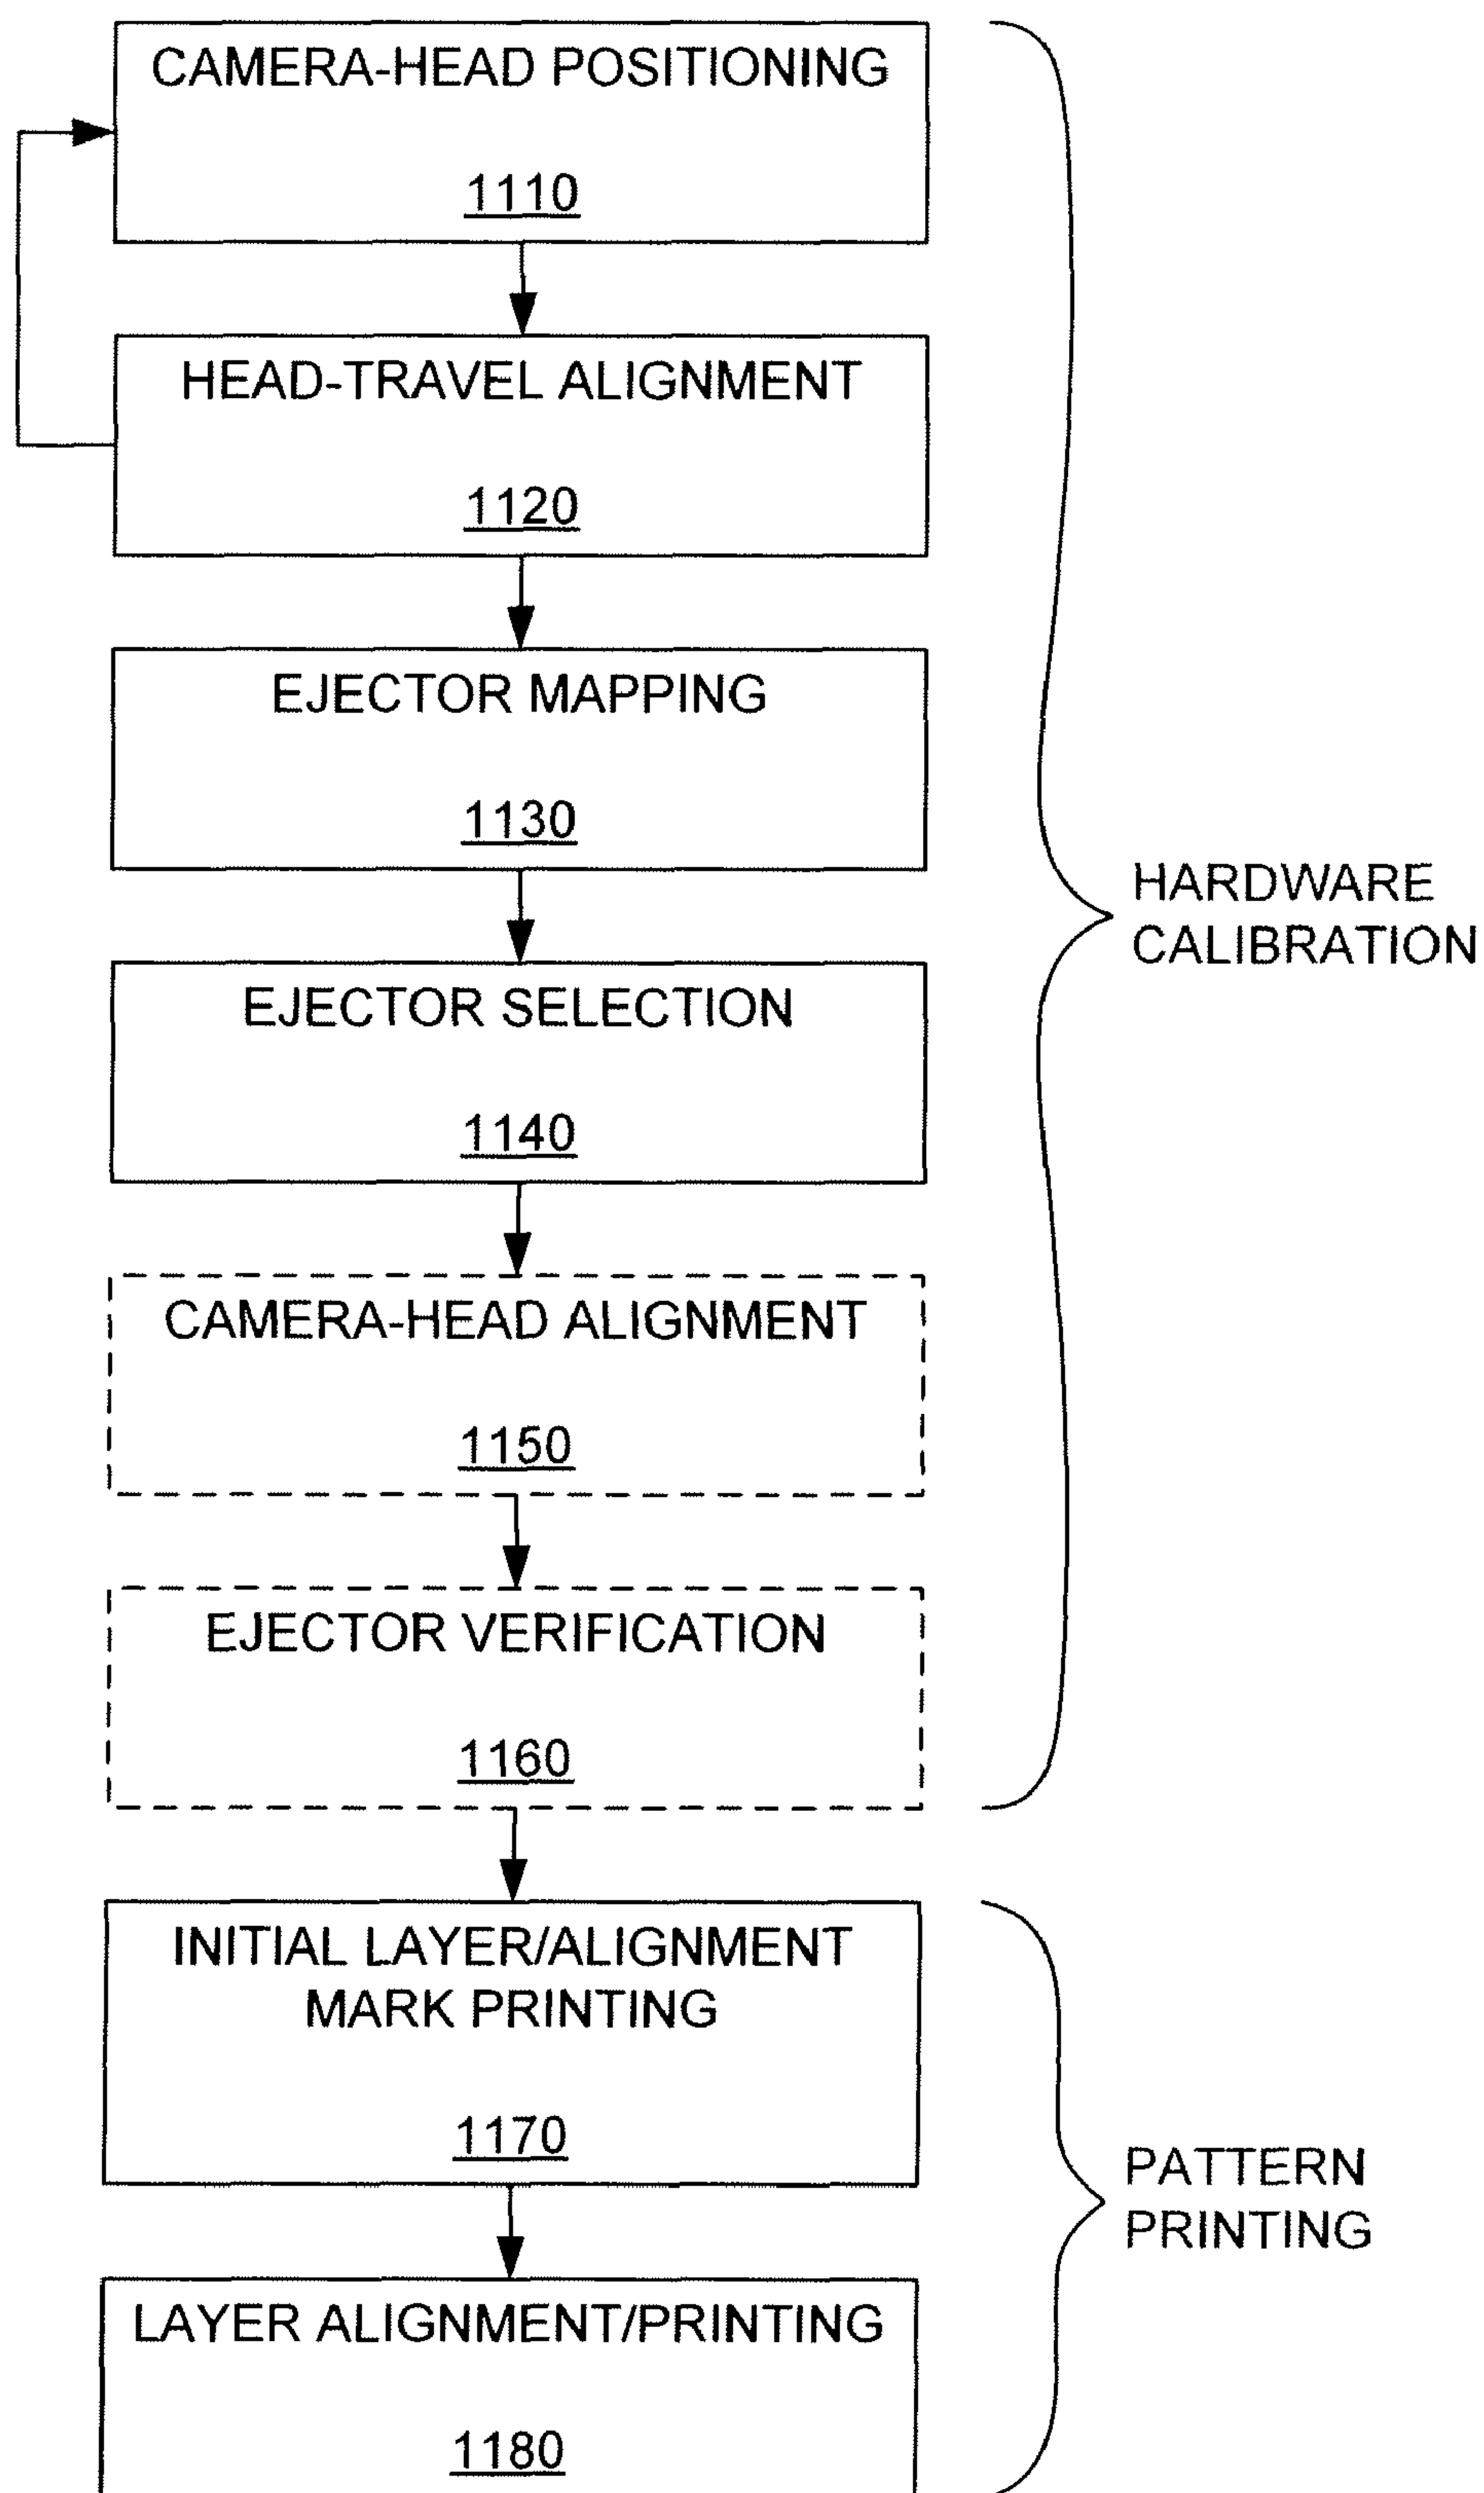 CAMERA-HEAD POSITIONING
1110
HEAD-TRAVEL ALIGNMENT
1120
EJECTOR MAPPING
1130
HARDWARE
CALIBRATION
EJECTOR SELECTION
1140
CAMERA-HEAD ALIGNMENT
1150
EJECTOR VERIFICATION
1160
INITIAL LAYER/ALIGNMENT
MARK PRINTING
1170
PATTERN
PRINTING
LAYER ALIGNMENT/PRINTING
1180